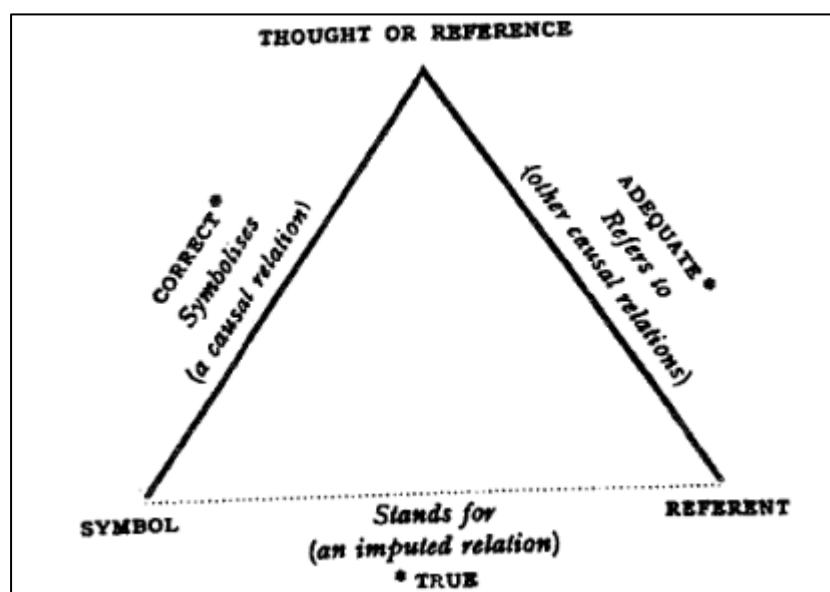 THOUGHT OR REFERENCE
CORRECT*
Symbolises
(a causal relation)
ADEQUATE*
Refers to
(other causal relations)
SYMBOL
Stands for
(an imputed relation)
* TRUE
REFERENT